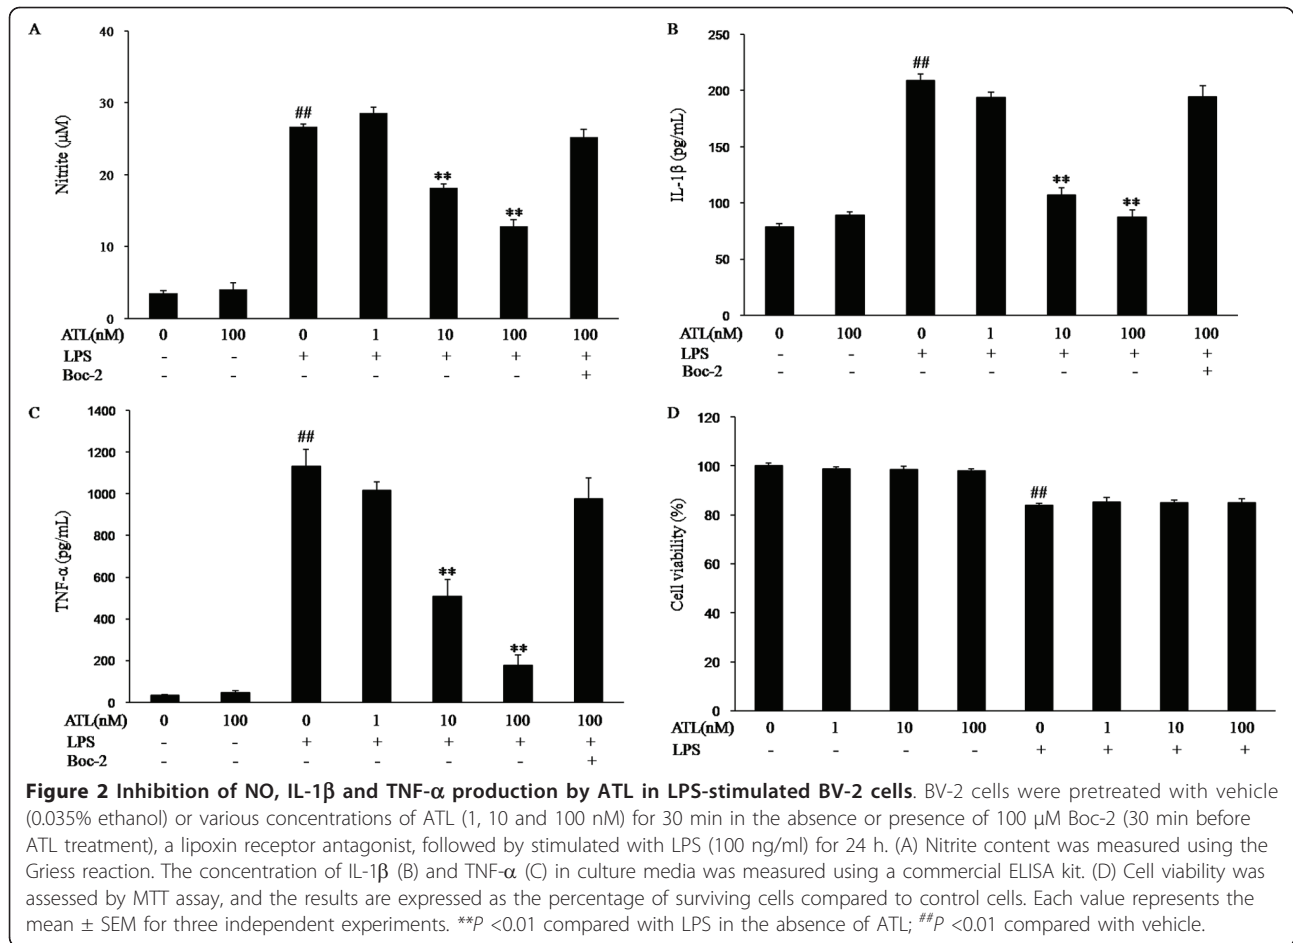 A
Nitrite (μM)
40
30
20
10
0
##
**
**
ATL(nM) 0 100 0 1 10 100 100
LPS - - + + + + +
Boc-2 - - - - - - +
B
IL-1β (pg/mL)
250
200
150
100
50
0
##
**
**
ATL(nM) 0 100 0 1 10 100 100
LPS - - + + + + +
Boc-2 - - - - - - +
C
TNF-α (pg/mL)
1400
1200
1000
800
600
400
200
0
##
**
**
ATL(nM) 0 100 0 1 10 100 100
LPS - - + + + + +
Boc-2 - - - - - - +
D
Cell viability (%)
120
100
80
60
40
20
0
##
ATL(nM) 0 1 10 100 0 1 10 100
LPS - - - - + + + +
Figure 2 Inhibition of NO, IL-1β and TNF-α production by ATL in LPS-stimulated BV-2 cells. BV-2 cells were pretreated with vehicle
(0.035% ethanol) or various concentrations of ATL (1, 10 and 100 nM) for 30 min in the absence or presence of 100 μM Boc-2 (30 min before
ATL treatment), a lipoxin receptor antagonist, followed by stimulated with LPS (100 ng/ml) for 24 h. (A) Nitrite content was measured using the
Griess reaction. The concentration of IL-1β (B) and TNF-α (C) in culture media was measured using a commercial ELISA kit. (D) Cell viability was
assessed by MTT assay, and the results are expressed as the percentage of surviving cells compared to control cells. Each value represents the
mean ± SEM for three independent experiments. **P <0.01 compared with LPS in the absence of ATL; ##P <0.01 compared with vehicle.